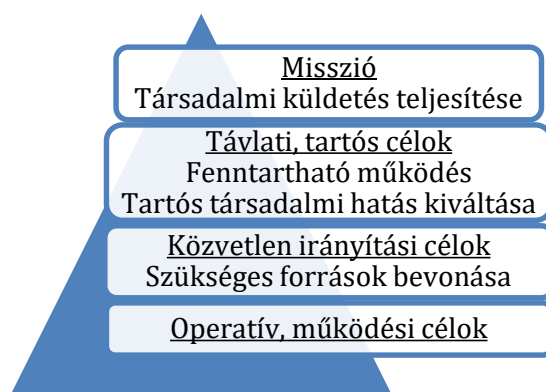 Misszió
Társadalmi küldetés teljesítése
Távlati, tartós célok
Fenntartható működés
Tartós társadalmi hatás kiváltása
Közvetlen irányítási célok
Szükséges források bevonása
Operatív, működési célok